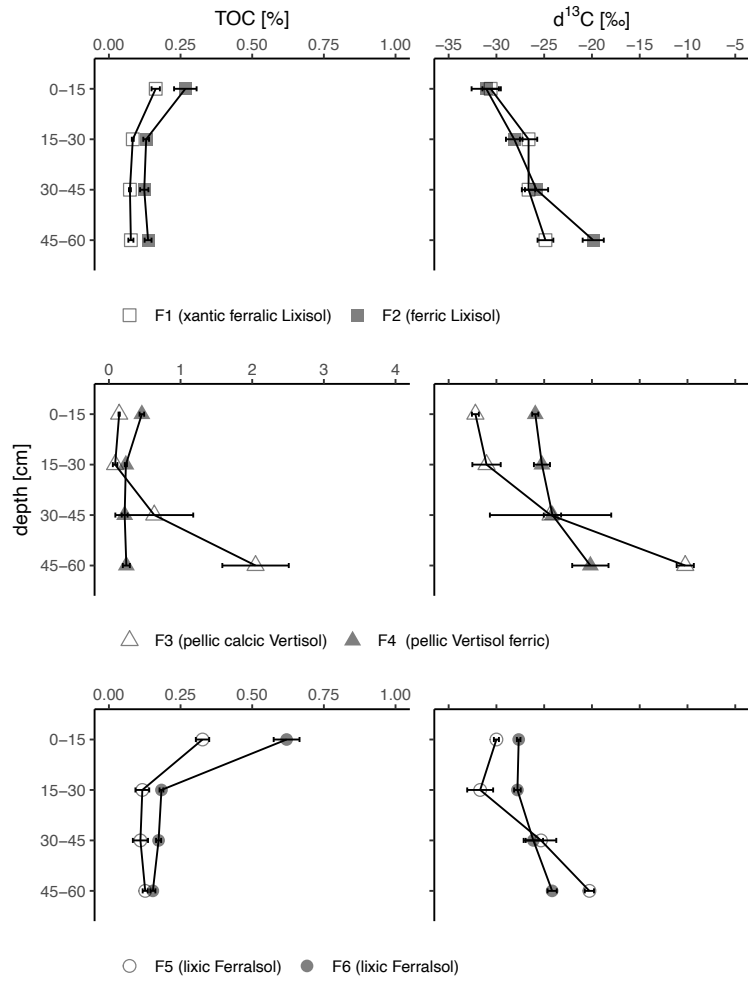 TOC [%]
d¹³C [‰]
0.00 0.25 0.50 0.75 1.00
−35 −30 −25 −20 −15 −10 −5
0−15
15−30
30−45
45−60
F1 (xantic ferralic Lixisol) F2 (ferric Lixisol)
0 1 2 3 4
0−15
15−30
30−45
45−60
depth [cm]
F3 (pellic calcic Vertisol) F4 (pellic Vertisol ferric)
0.00 0.25 0.50 0.75 1.00
0−15
15−30
30−45
45−60
F5 (lixic Ferralsol) F6 (lixic Ferralsol)